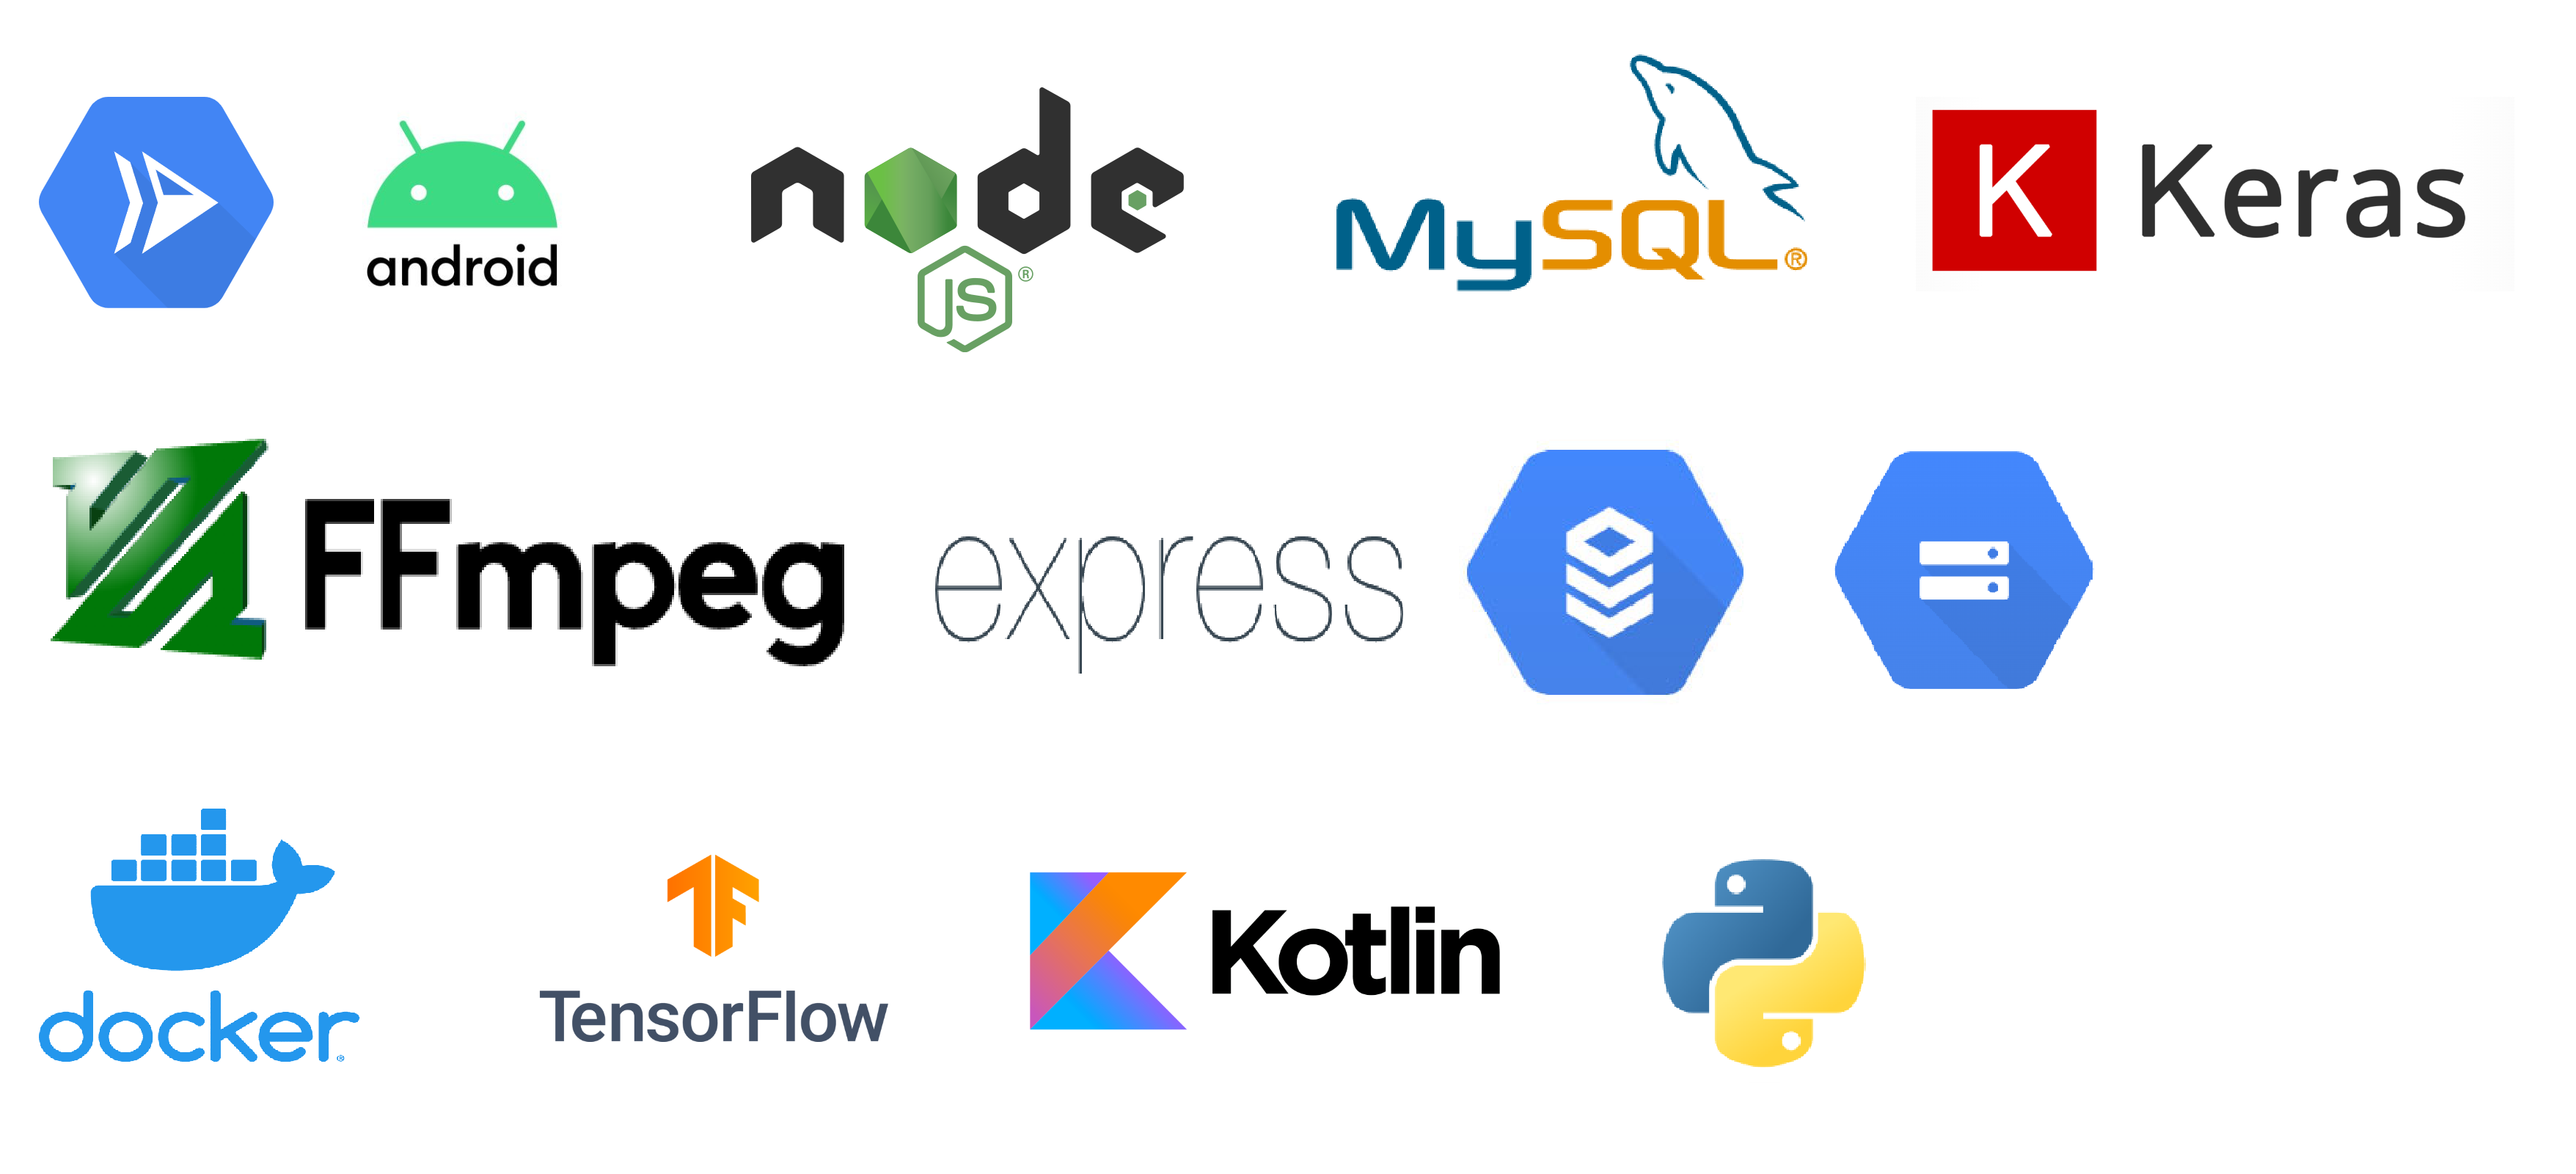 android
node
JS®
MySQL®
K Keras
FFmpeg
express
docker
TensorFlow
Kotlin